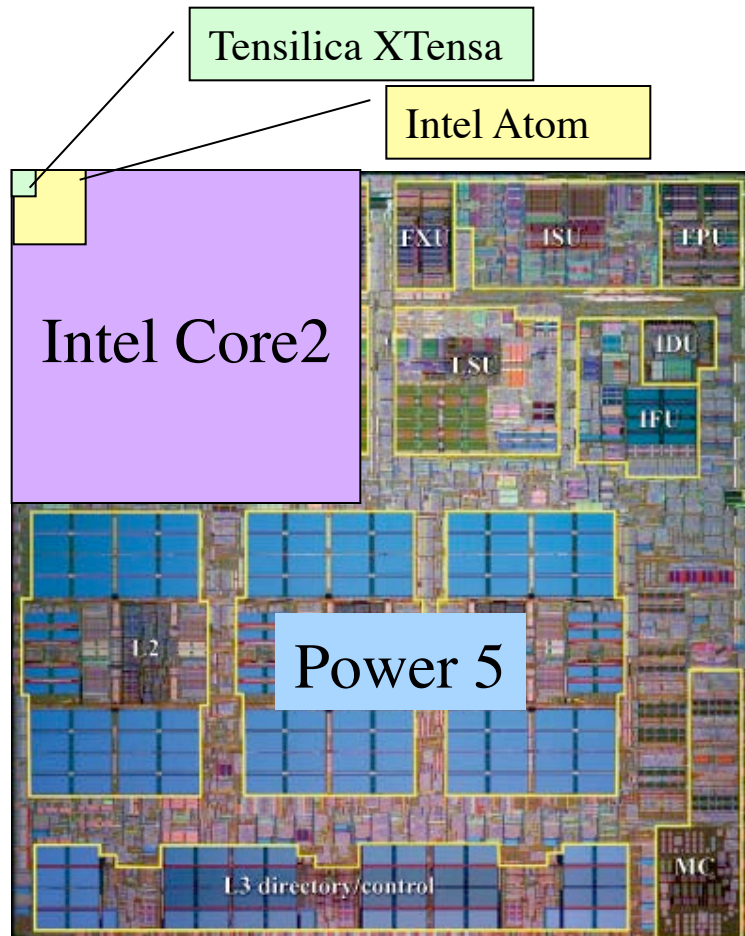 Tensilica XTensa
Intel Atom
FXU
ISU
FPU
Intel Core2
LSU
IDU
IFU
L2
Power 5
MC
L3 directory/control